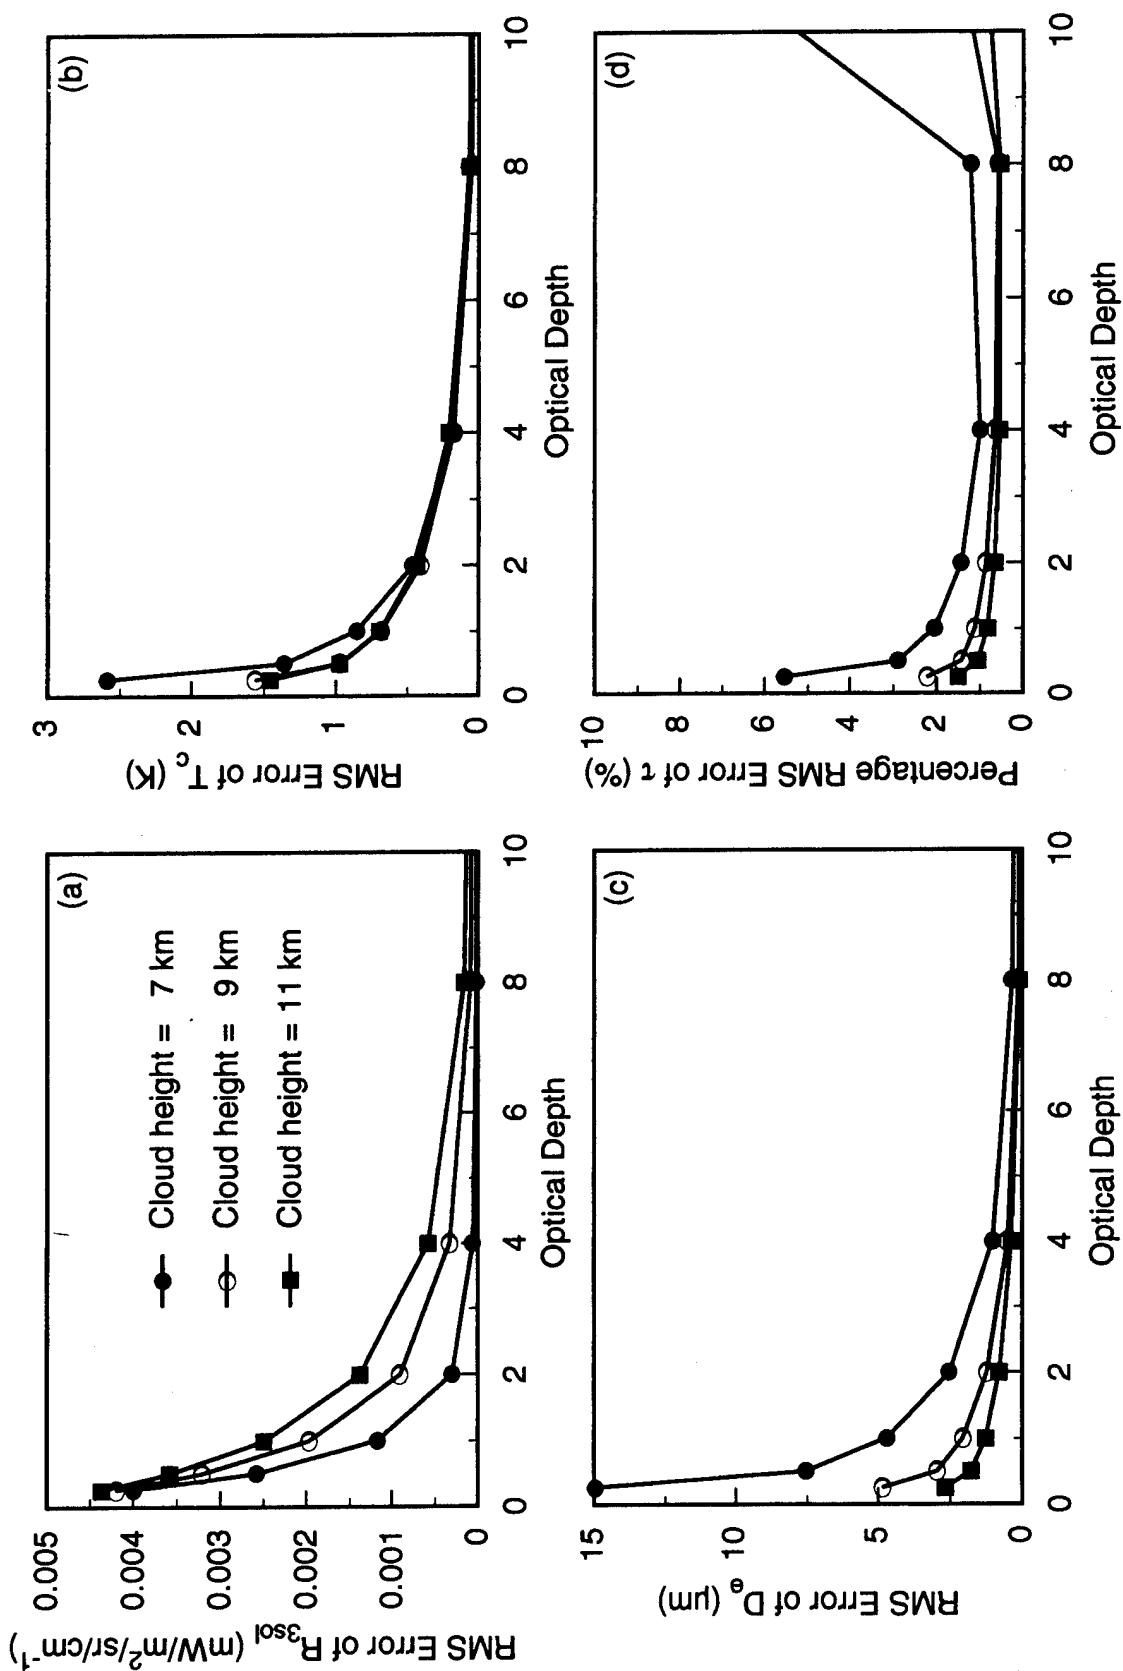 (a)
RMS Error of R3sol (mW/m²/sr/cm⁻¹)
0.005
0.004
0.003
0.002
0.001
0
Cloud height = 7 km
Cloud height = 9 km
Cloud height = 11 km
0 2 4 6 8 10
Optical Depth
(b)
RMS Error of Tc (K)
3
2
1
0
0 2 4 6 8 10
Optical Depth
(c)
RMS Error of De (µm)
15
10
5
0
0 2 4 6 8 10
Optical Depth
(d)
Percentage RMS Error of τ (%)
10
8
6
4
2
0
0 2 4 6 8 10
Optical Depth